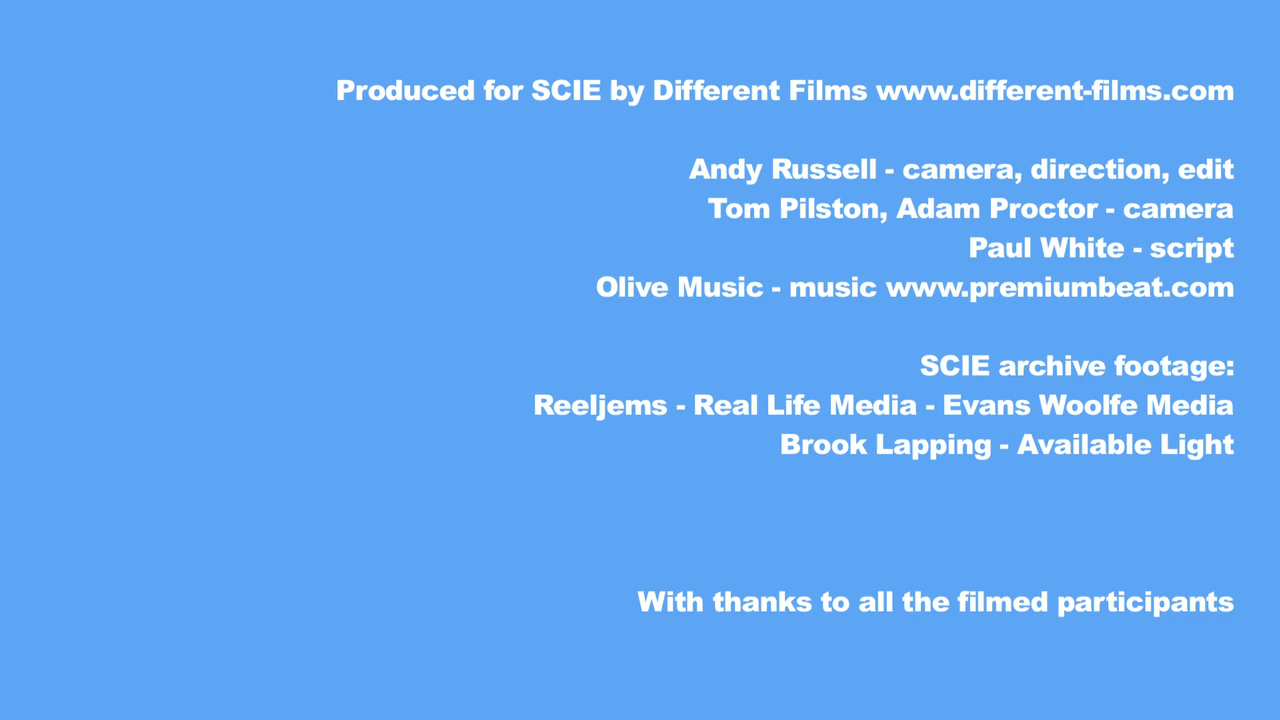 Produced for SCIE by Different Films www.different-films.com
Andy Russell - camera, direction, edit
Tom Pilston, Adam Proctor - camera
Paul White - script
Olive Music - music www.premiumbeat.com
SCIE archive footage:
Reeljems - Real Life Media - Evans Woolfe Media
Brook Lapping - Available Light
With thanks to all the filmed participants